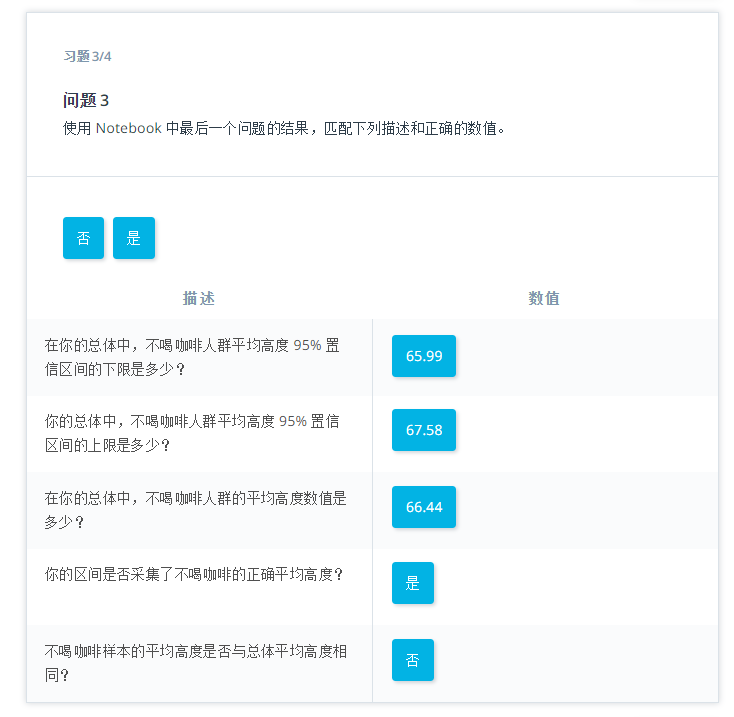 习题 3/4
问题 3
使用 Notebook 中最后一个问题的结果，匹配下列描述和正确的数值。
否 是
描述 数值
在你的总体中，不喝咖啡人群平均高度 95% 置
信区间的下限是多少？
65.99
你的总体中，不喝咖啡人群平均高度 95% 置信
区间的上限是多少？
67.58
在你的总体中，不喝咖啡人群的平均高度数值是
多少？
66.44
你的区间是否采集了不喝咖啡的正确平均高度？
是
不喝咖啡样本的平均高度是否与总体平均高度相
同？
否